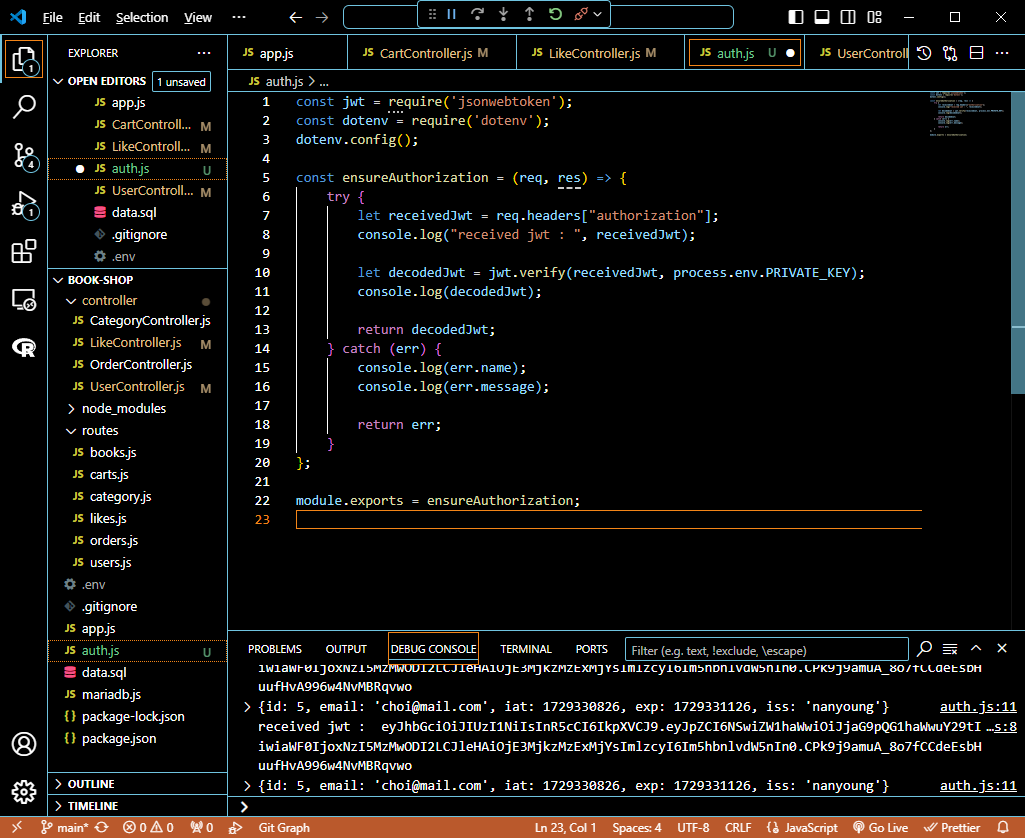 File Edit Selection View ···
EXPLORER ···
OPEN EDITORS 1 unsaved
JS app.js
JS CartControll... M
JS LikeControll... M
● JS auth.js U
JS UserControll... M
data.sql
.gitignore
.env
BOOK-SHOP
controller
JS CategoryController.js
JS LikeController.js M
JS OrderController.js
JS UserController.js M
node_modules
routes
JS books.js
JS carts.js
JS category.js
JS likes.js
JS orders.js
JS users.js
.env
.gitignore
JS app.js
JS auth.js U
data.sql
JS mariadb.js
{} package-lock.json
{} package.json
OUTLINE
TIMELINE
1
4
1
JS app.js JS CartController.js M JS LikeController.js M JS auth.js U ● JS UserControll ···
JS auth.js > ...
1 const jwt = require('jsonwebtoken');
2 const dotenv = require('dotenv');
3 dotenv.config();
4
5 const ensureAuthorization = (req, res) => {
6 try {
7 let receivedJwt = req.headers["authorization"];
8 console.log("received jwt : ", receivedJwt);
9
10 let decodedJwt = jwt.verify(receivedJwt, process.env.PRIVATE_KEY);
11 console.log(decodedJwt);
12
13 return decodedJwt;
14 } catch (err) {
15 console.log(err.name);
16 console.log(err.message);
17
18 return err;
19 }
20 };
21
22 module.exports = ensureAuthorization;
23
PROBLEMS OUTPUT DEBUG CONSOLE TERMINAL PORTS Filter (e.g. text, !exclude, \escape)
iwiaWF0IjoxNzI5MzMwODI2LCJleHAiOjE3MjkzMzExMjYsImlzcyI6Im5hbnlvdW5nIn0.CPk9j9amuA_8o7fCCdeEsbH
uufHvA996w4NvMBRqvwo
> {id: 5, email: 'choi@mail.com', iat: 1729330826, exp: 1729331126, iss: 'nanyoung'} auth.js:11
received jwt : eyJhbGciOiJIUzI1NiIsInR5cCI6IkpXVCJ9.eyJpZCI6NSwiZW1haWwiOiJjaG9pQG1haWwuY29tI …s:8
iwiaWF0IjoxNzI5MzMwODI2LCJleHAiOjE3MjkzMzExMjYsImlzcyI6Im5hbnlvdW5nIn0.CPk9j9amuA_8o7fCCdeEsbH
uufHvA996w4NvMBRqvwo
> {id: 5, email: 'choi@mail.com', iat: 1729330826, exp: 1729331126, iss: 'nanyoung'} auth.js:11
>
main* 0 0 0 Git Graph Ln 23, Col 1 Spaces: 4 UTF-8 CRLF {} JavaScript Go Live Prettier